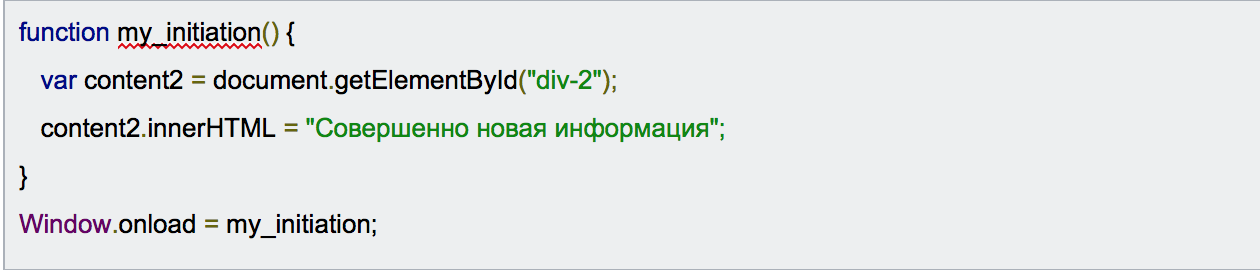 function my_initiation() {
var content2 = document.getElementById("div-2");
content2.innerHTML = "Совершенно новая информация";
}
Window.onload = my_initiation;